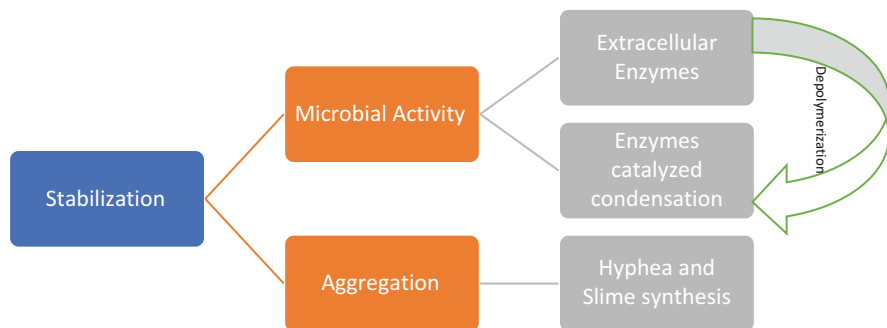 Extracellular
Enzymes
Depolymerization
Microbial Activity
Enzymes
catalyzed
condensation
Stabilization
Aggregation
Hyphea and
Slime synthesis